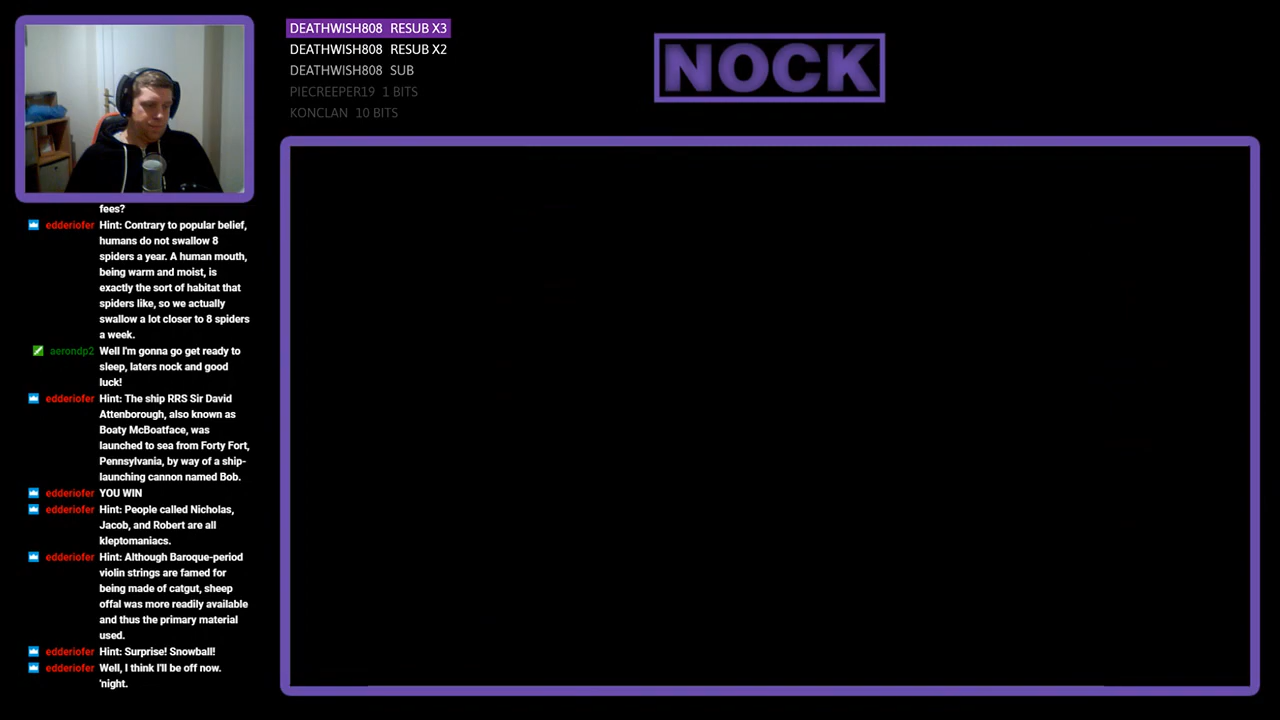 DEATHWISH808 RESUB X3
DEATHWISH808 RESUB X2
DEATHWISH808 SUB
PIECREEPER19 1 BITS
KONCLAN 10 BITS
NOCK
fees?
edderiofer Hint: Contrary to popular belief,
humans do not swallow 8
spiders a year. A human mouth,
being warm and moist, is
exactly the sort of habitat that
spiders like, so we actually
swallow a lot closer to 8 spiders
a week.
aerondp2 Well I'm gonna go get ready to
sleep, laters nock and good
luck!
edderiofer Hint: The ship RRS Sir David
Attenborough, also known as
Boaty McBoatface, was
launched to sea from Forty Fort,
Pennsylvania, by way of a ship-
launching cannon named Bob.
edderiofer YOU WIN
edderiofer Hint: People called Nicholas,
Jacob, and Robert are all
kleptomaniacs.
edderiofer Hint: Although Baroque-period
violin strings are famed for
being made of catgut, sheep
offal was more readily available
and thus the primary material
used.
edderiofer Hint: Surprise! Snowball!
edderiofer Well, I think I'll be off now.
'night.